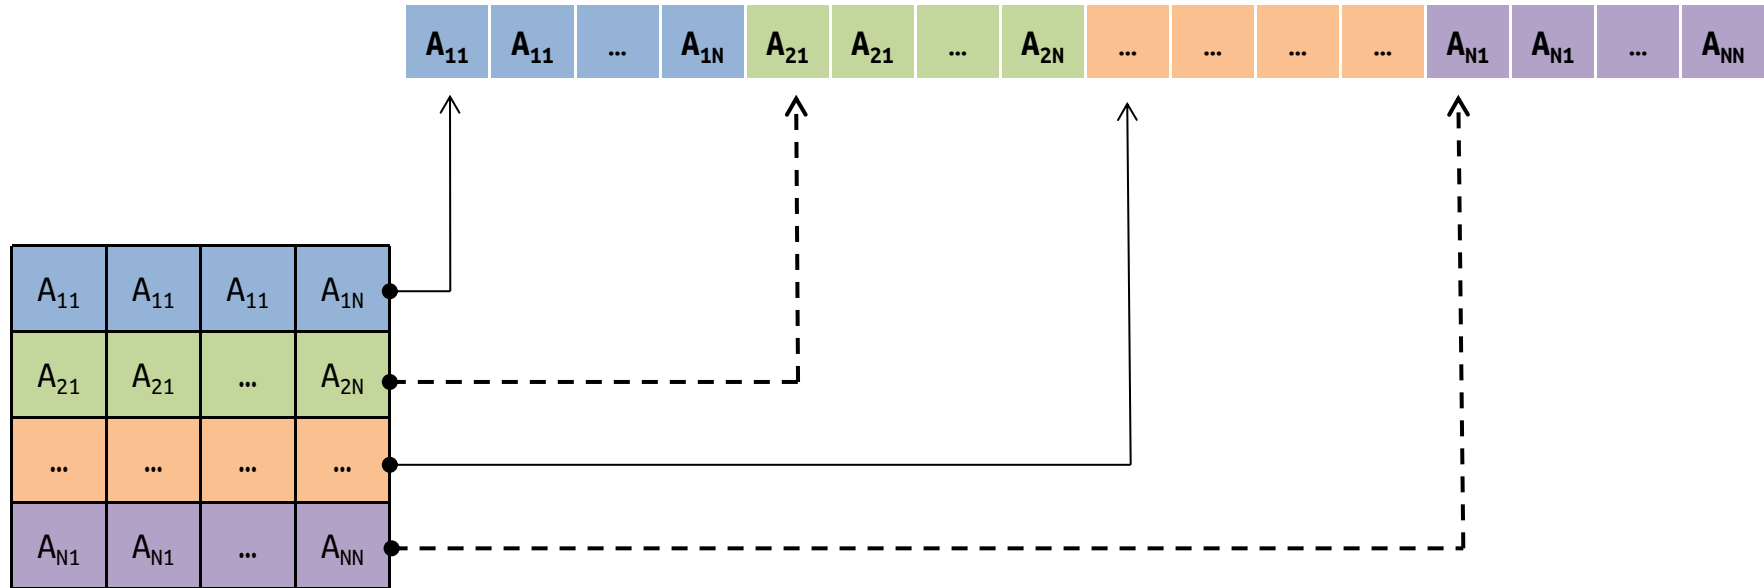 A₁₁ A₁₁ … A₁N A₂₁ A₂₁ … A₂N … … … … AN₁ AN₁ … ANN
A₁₁ A₁₁ A₁₁ A₁N
A₂₁ A₂₁ … A₂N
… … … …
AN₁ AN₁ … ANN